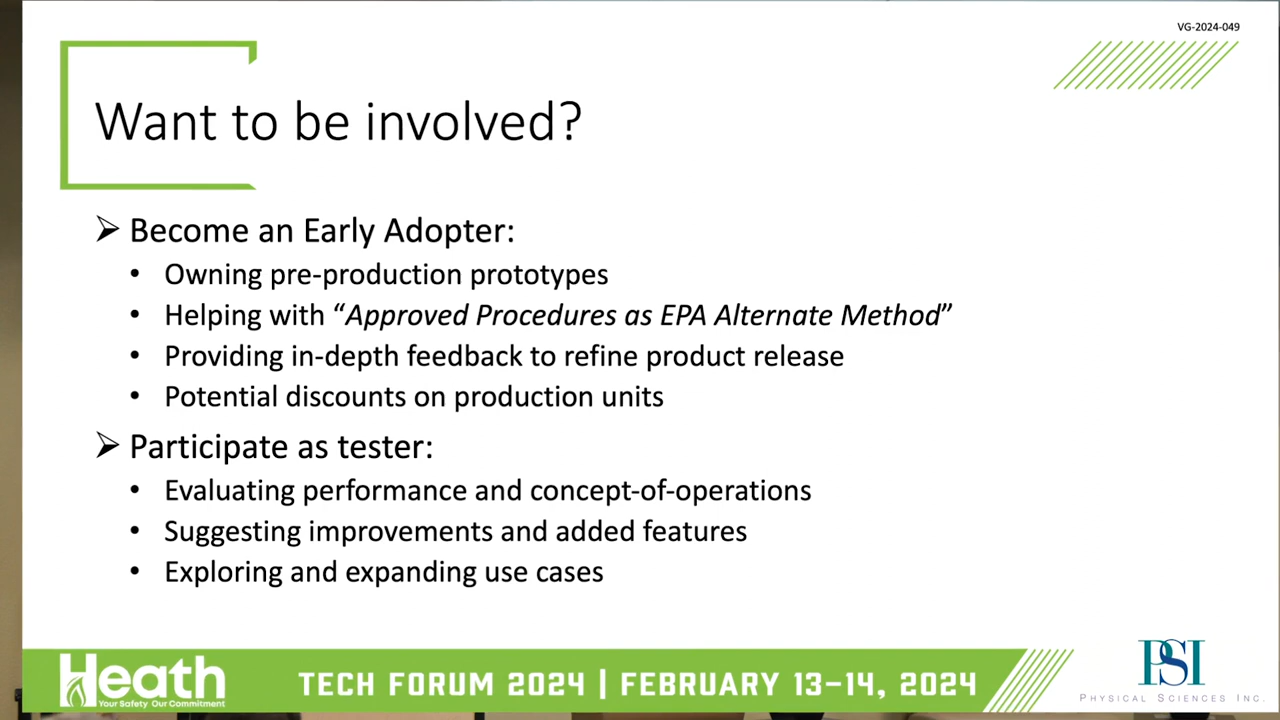 VG-2024-049
Want to be involved?
➢ Become an Early Adopter:
• Owning pre-production prototypes
• Helping with “Approved Procedures as EPA Alternate Method”
• Providing in-depth feedback to refine product release
• Potential discounts on production units
➢ Participate as tester:
• Evaluating performance and concept-of-operations
• Suggesting improvements and added features
• Exploring and expanding use cases
Heath
Your Safety Our Commitment
TECH FORUM 2024 | FEBRUARY 13–14, 2024
PSI
PHYSICAL SCIENCES INC.